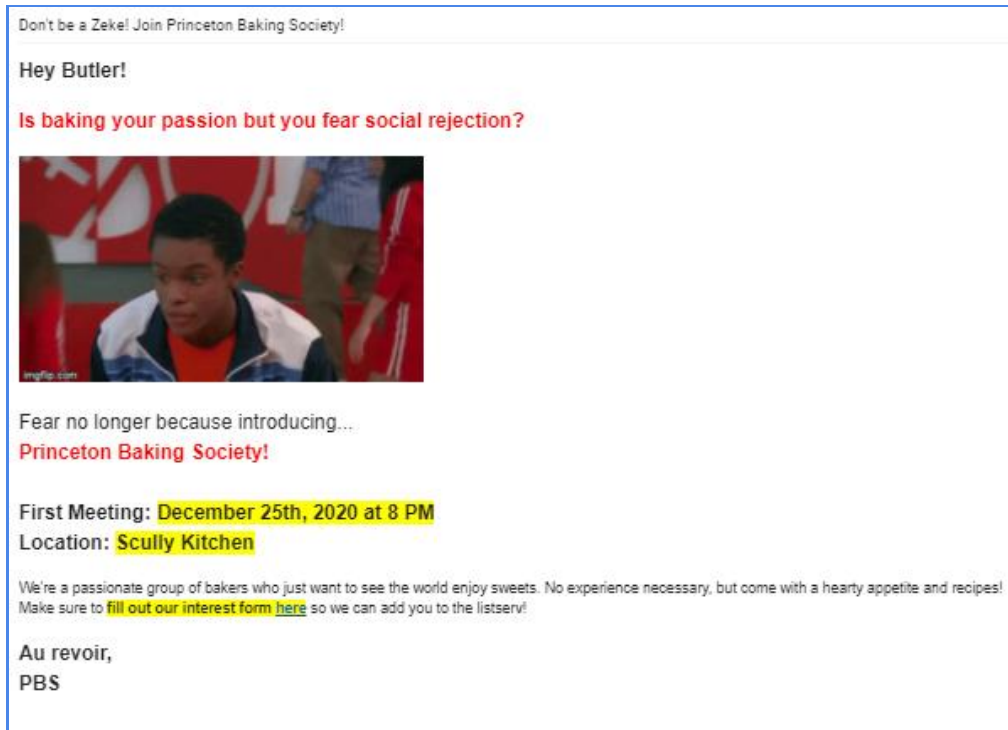 Don't be a Zeke! Join Princeton Baking Society!
Hey Butler!
Is baking your passion but you fear social rejection?
imgflip.com
Fear no longer because introducing...
Princeton Baking Society!
First Meeting: December 25th, 2020 at 8 PM
Location: Scully Kitchen
We're a passionate group of bakers who just want to see the world enjoy sweets. No experience necessary, but come with a hearty appetite and recipes!
Make sure to fill out our interest form here so we can add you to the listserv!
Au revoir,
PBS